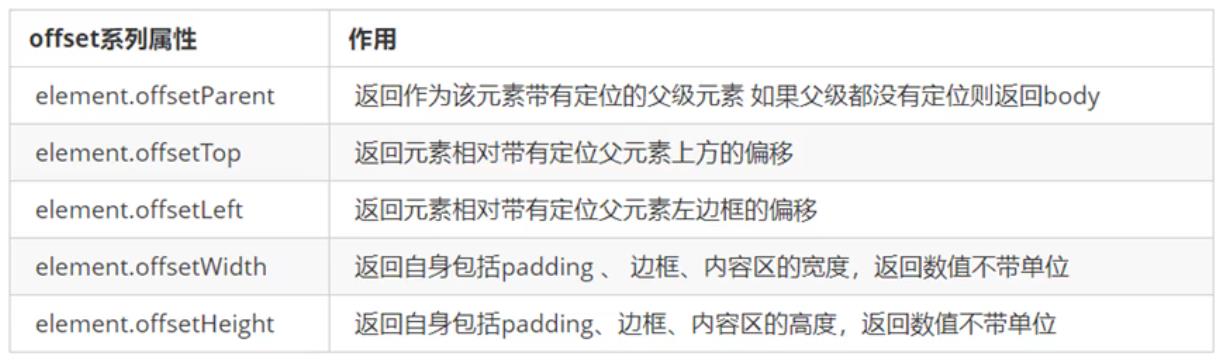 offset系列属性 作用
element.offsetParent 返回作为该元素带有定位的父级元素 如果父级都没有定位则返回body
element.offsetTop 返回元素相对带有定位父元素上方的偏移
element.offsetLeft 返回元素相对带有定位父元素左边框的偏移
element.offsetWidth 返回自身包括padding 、 边框、内容区的宽度，返回数值不带单位
element.offsetHeight 返回自身包括padding、边框、内容区的高度，返回数值不带单位